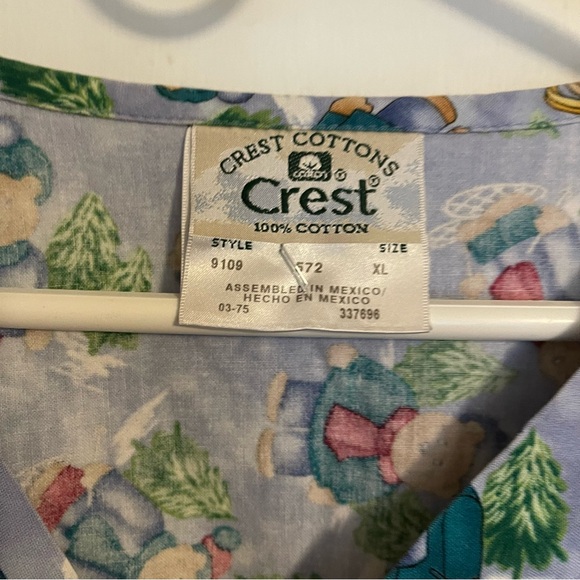 CREST COTTONS
Crest®
100% COTTON
STYLE SIZE
9109 572 XL
ASSEMBLED IN MEXICO/
HECHO EN MEXICO
03-75 337696